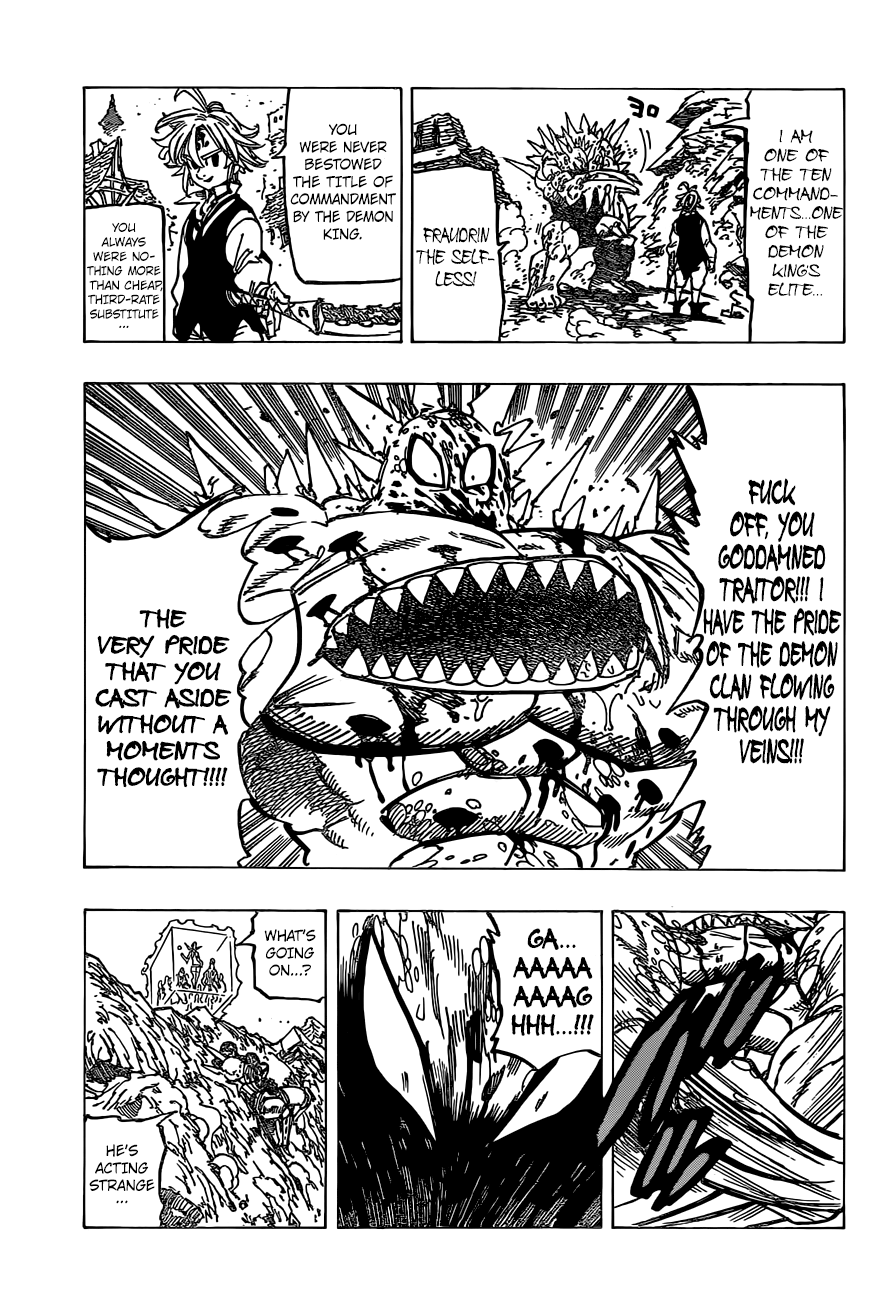 I AM
ONE OF
THE TEN
COMMAND-
MENTS...ONE
OF THE
DEMON
KINGS
ELITE...
FRAUDRIN
THE SELF-
LESS!
YOU
WERE NEVER
BESTOWED
THE TITLE OF
COMMANDMENT
BY THE DEMON
KING.
YOU
ALWAYS
WERE NO-
THING MORE
THAN CHEAP,
THIRD-RATE
SUBSTITUTE
...
FUCK
OFF, YOU
GODDAMNED
TRAITOR!!! I
HAVE THE PRIDE
OF THE DEMON
CLAN FLOWING
THROUGH MY
VEINS!!!
THE
VERY PRIDE
THAT YOU
CAST ASIDE
WITHOUT A
MOMENTS
THOUGHT!!!!
GA...
AAAAA
AAAAG
HHH...!!!
WHAT'S
GOING
ON...?
HE'S
ACTING
STRANGE
...